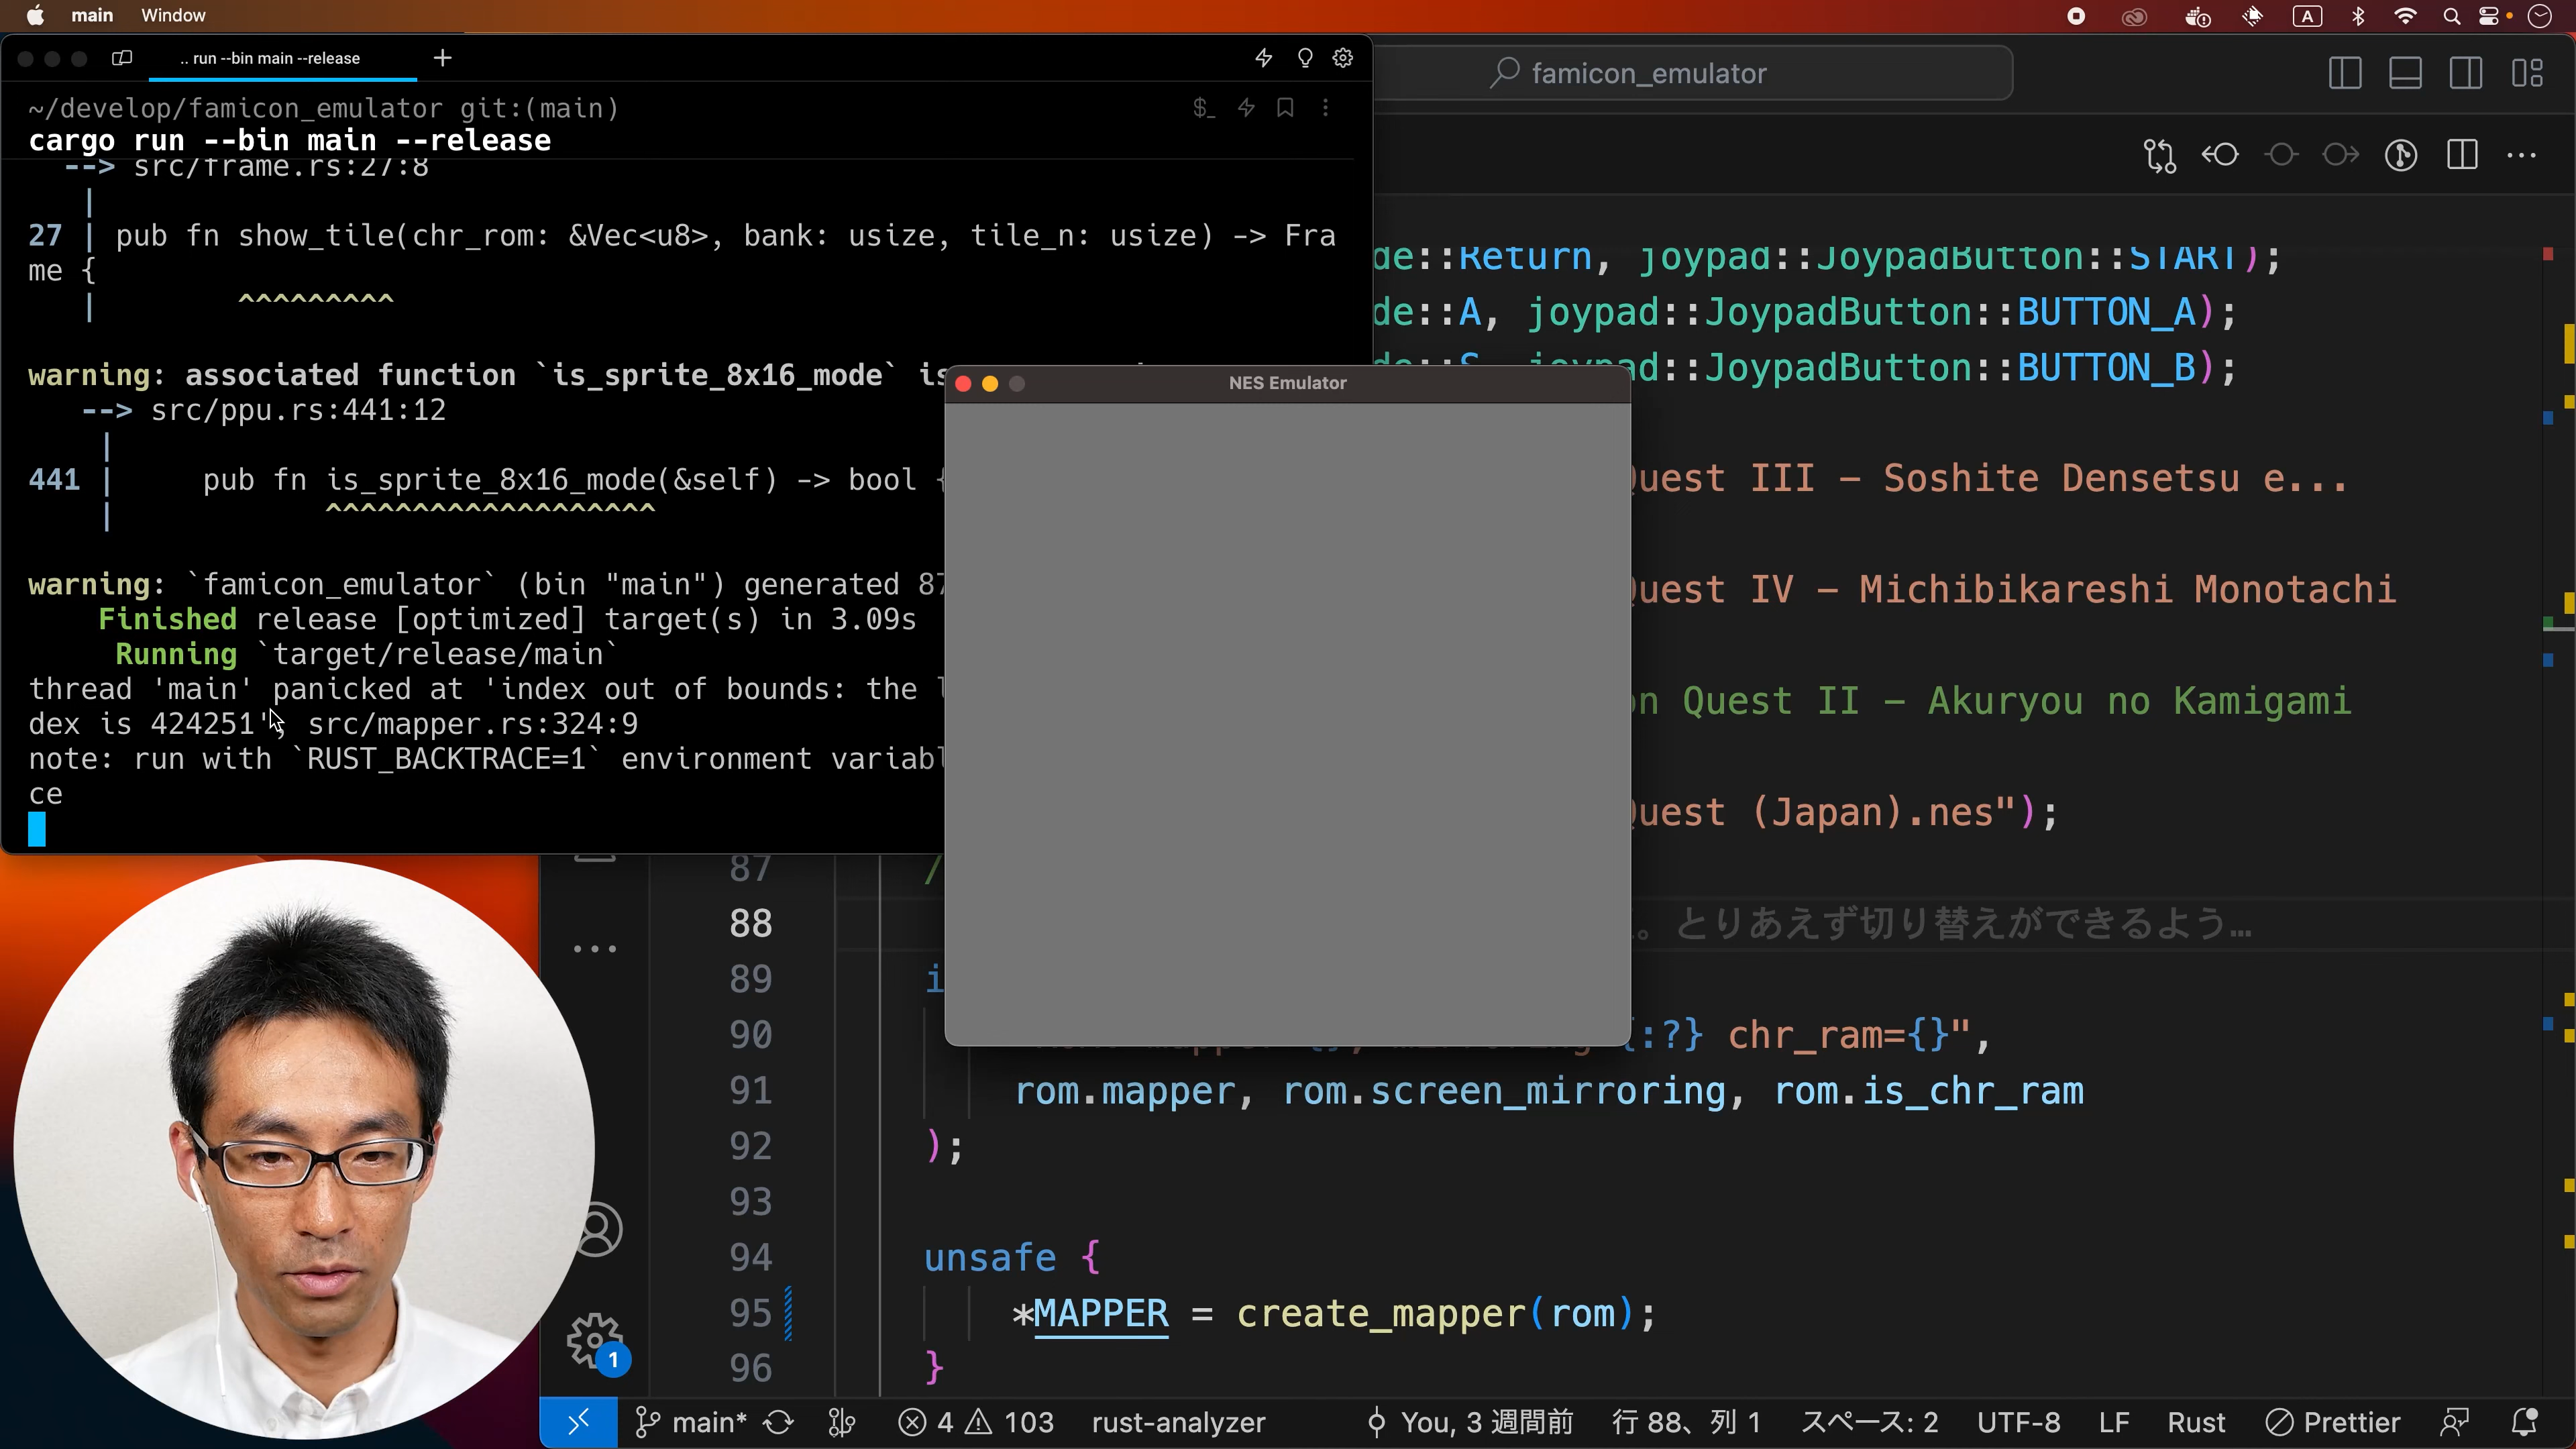 main Window
A
.. run --bin main --release
famicon_emulator
~/develop/famicon_emulator git:(main)
$_
cargo run --bin main --release
--> src/frame.rs:27:8
|
27 | pub fn show_tile(chr_rom: &Vec<u8>, bank: usize, tile_n: usize) -> Fra
me {
| ^^^^^^^^^
warning: associated function `is_sprite_8x16_mode` is
--> src/ppu.rs:441:12
|
441 | pub fn is_sprite_8x16_mode(&self) -> bool {
| ^^^^^^^^^^^^^^^^^^^
warning: `famicon_emulator` (bin "main") generated 87
Finished release [optimized] target(s) in 3.09s
Running `target/release/main`
thread 'main' panicked at 'index out of bounds: the l
dex is 424251', src/mapper.rs:324:9
note: run with `RUST_BACKTRACE=1` environment variabl
ce
NES Emulator
de::Return, joypad::JoypadButton::START);
de::A, joypad::JoypadButton::BUTTON_A);
de::S, joypad::JoypadButton::BUTTON_B);
Quest III - Soshite Densetsu e...
Quest IV - Michibikareshi Monotachi
on Quest II - Akuryou no Kamigami
Quest (Japan).nes");
87 /
88 。とりあえず切り替えができるよう…
89 i
90 {:?} chr_ram={}",
91 rom.mapper, rom.screen_mirroring, rom.is_chr_ram
92 );
93
94 unsafe {
95 *MAPPER = create_mapper(rom);
96 }
1
main* 4 103 rust-analyzer You, 3 週間前 行 88、列 1 スペース: 2 UTF-8 LF Rust Prettier